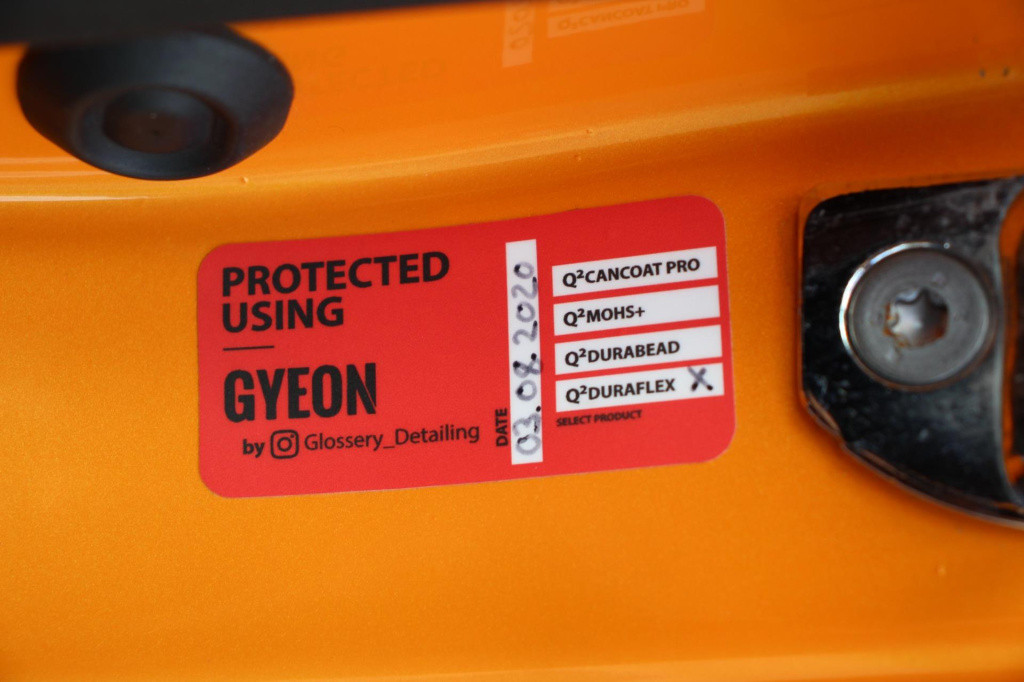 PROTECTED
USING
GYEON
by Glossery_Detailing
DATE
03.08.2020
Q²CANCOAT PRO
Q²MOHS+
Q²DURABEAD
Q²DURAFLEX X
SELECT PRODUCT